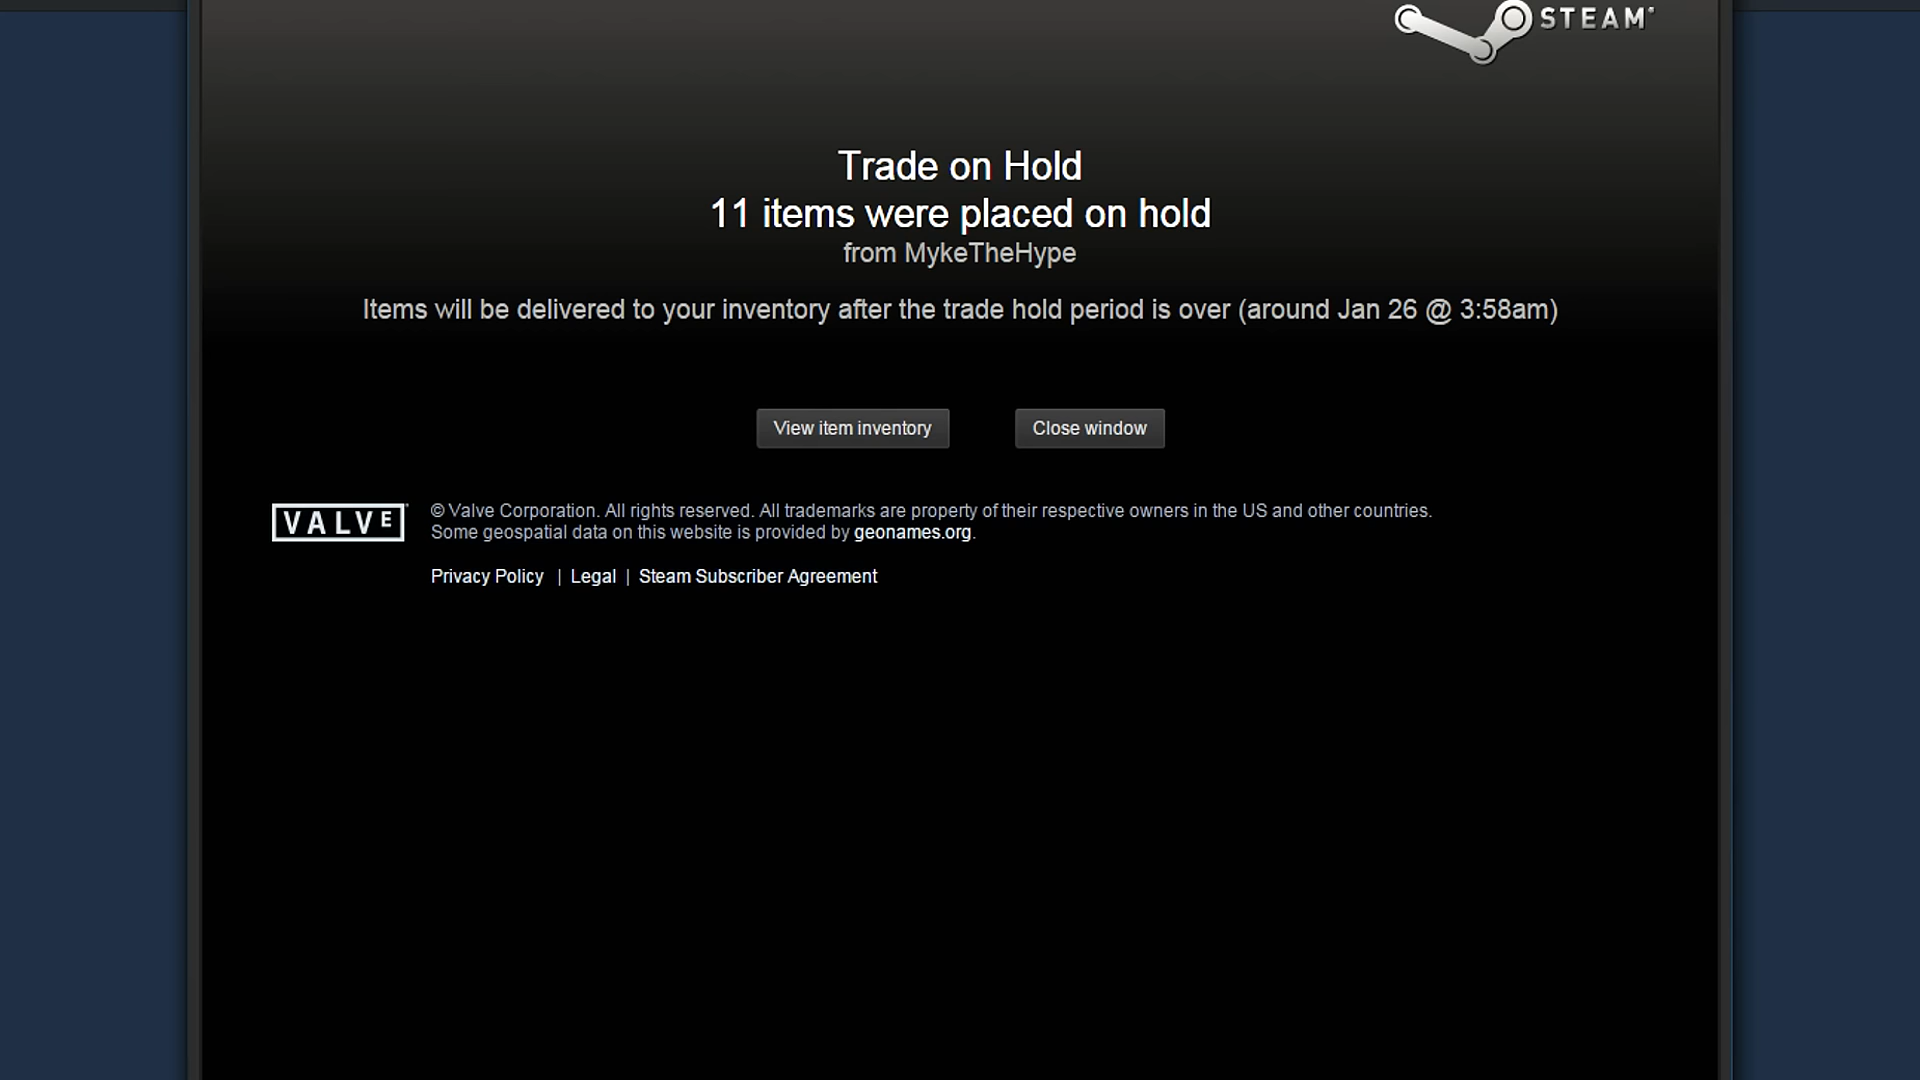 STEAM
Trade on Hold
11 items were placed on hold
from MykeTheHype
Items will be delivered to your inventory after the trade hold period is over (around Jan 26 @ 3:58am)
View item inventory Close window
VALVE © Valve Corporation. All rights reserved. All trademarks are property of their respective owners in the US and other countries.
Some geospatial data on this website is provided by geonames.org.
Privacy Policy | Legal | Steam Subscriber Agreement